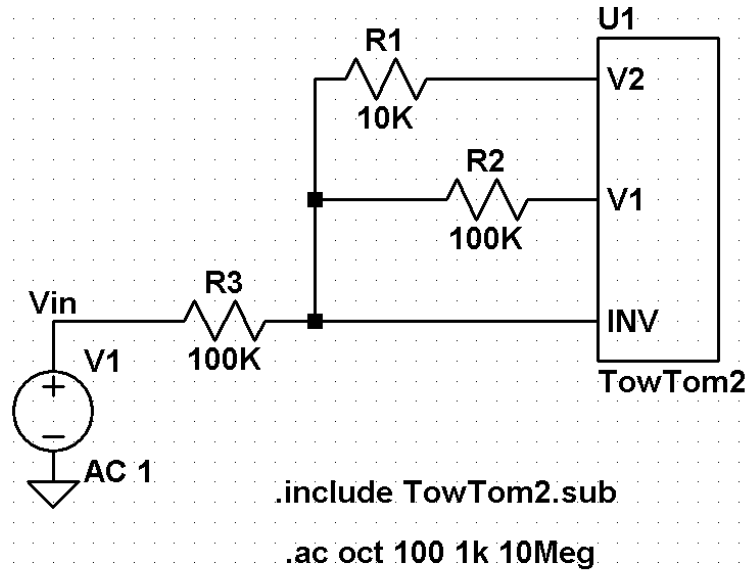 U1
R1
V2
10K
R2
V1
100K
R3
Vin
INV
100K
V1
TowTom2
AC 1
.include TowTom2.sub
.ac oct 100 1k 10Meg